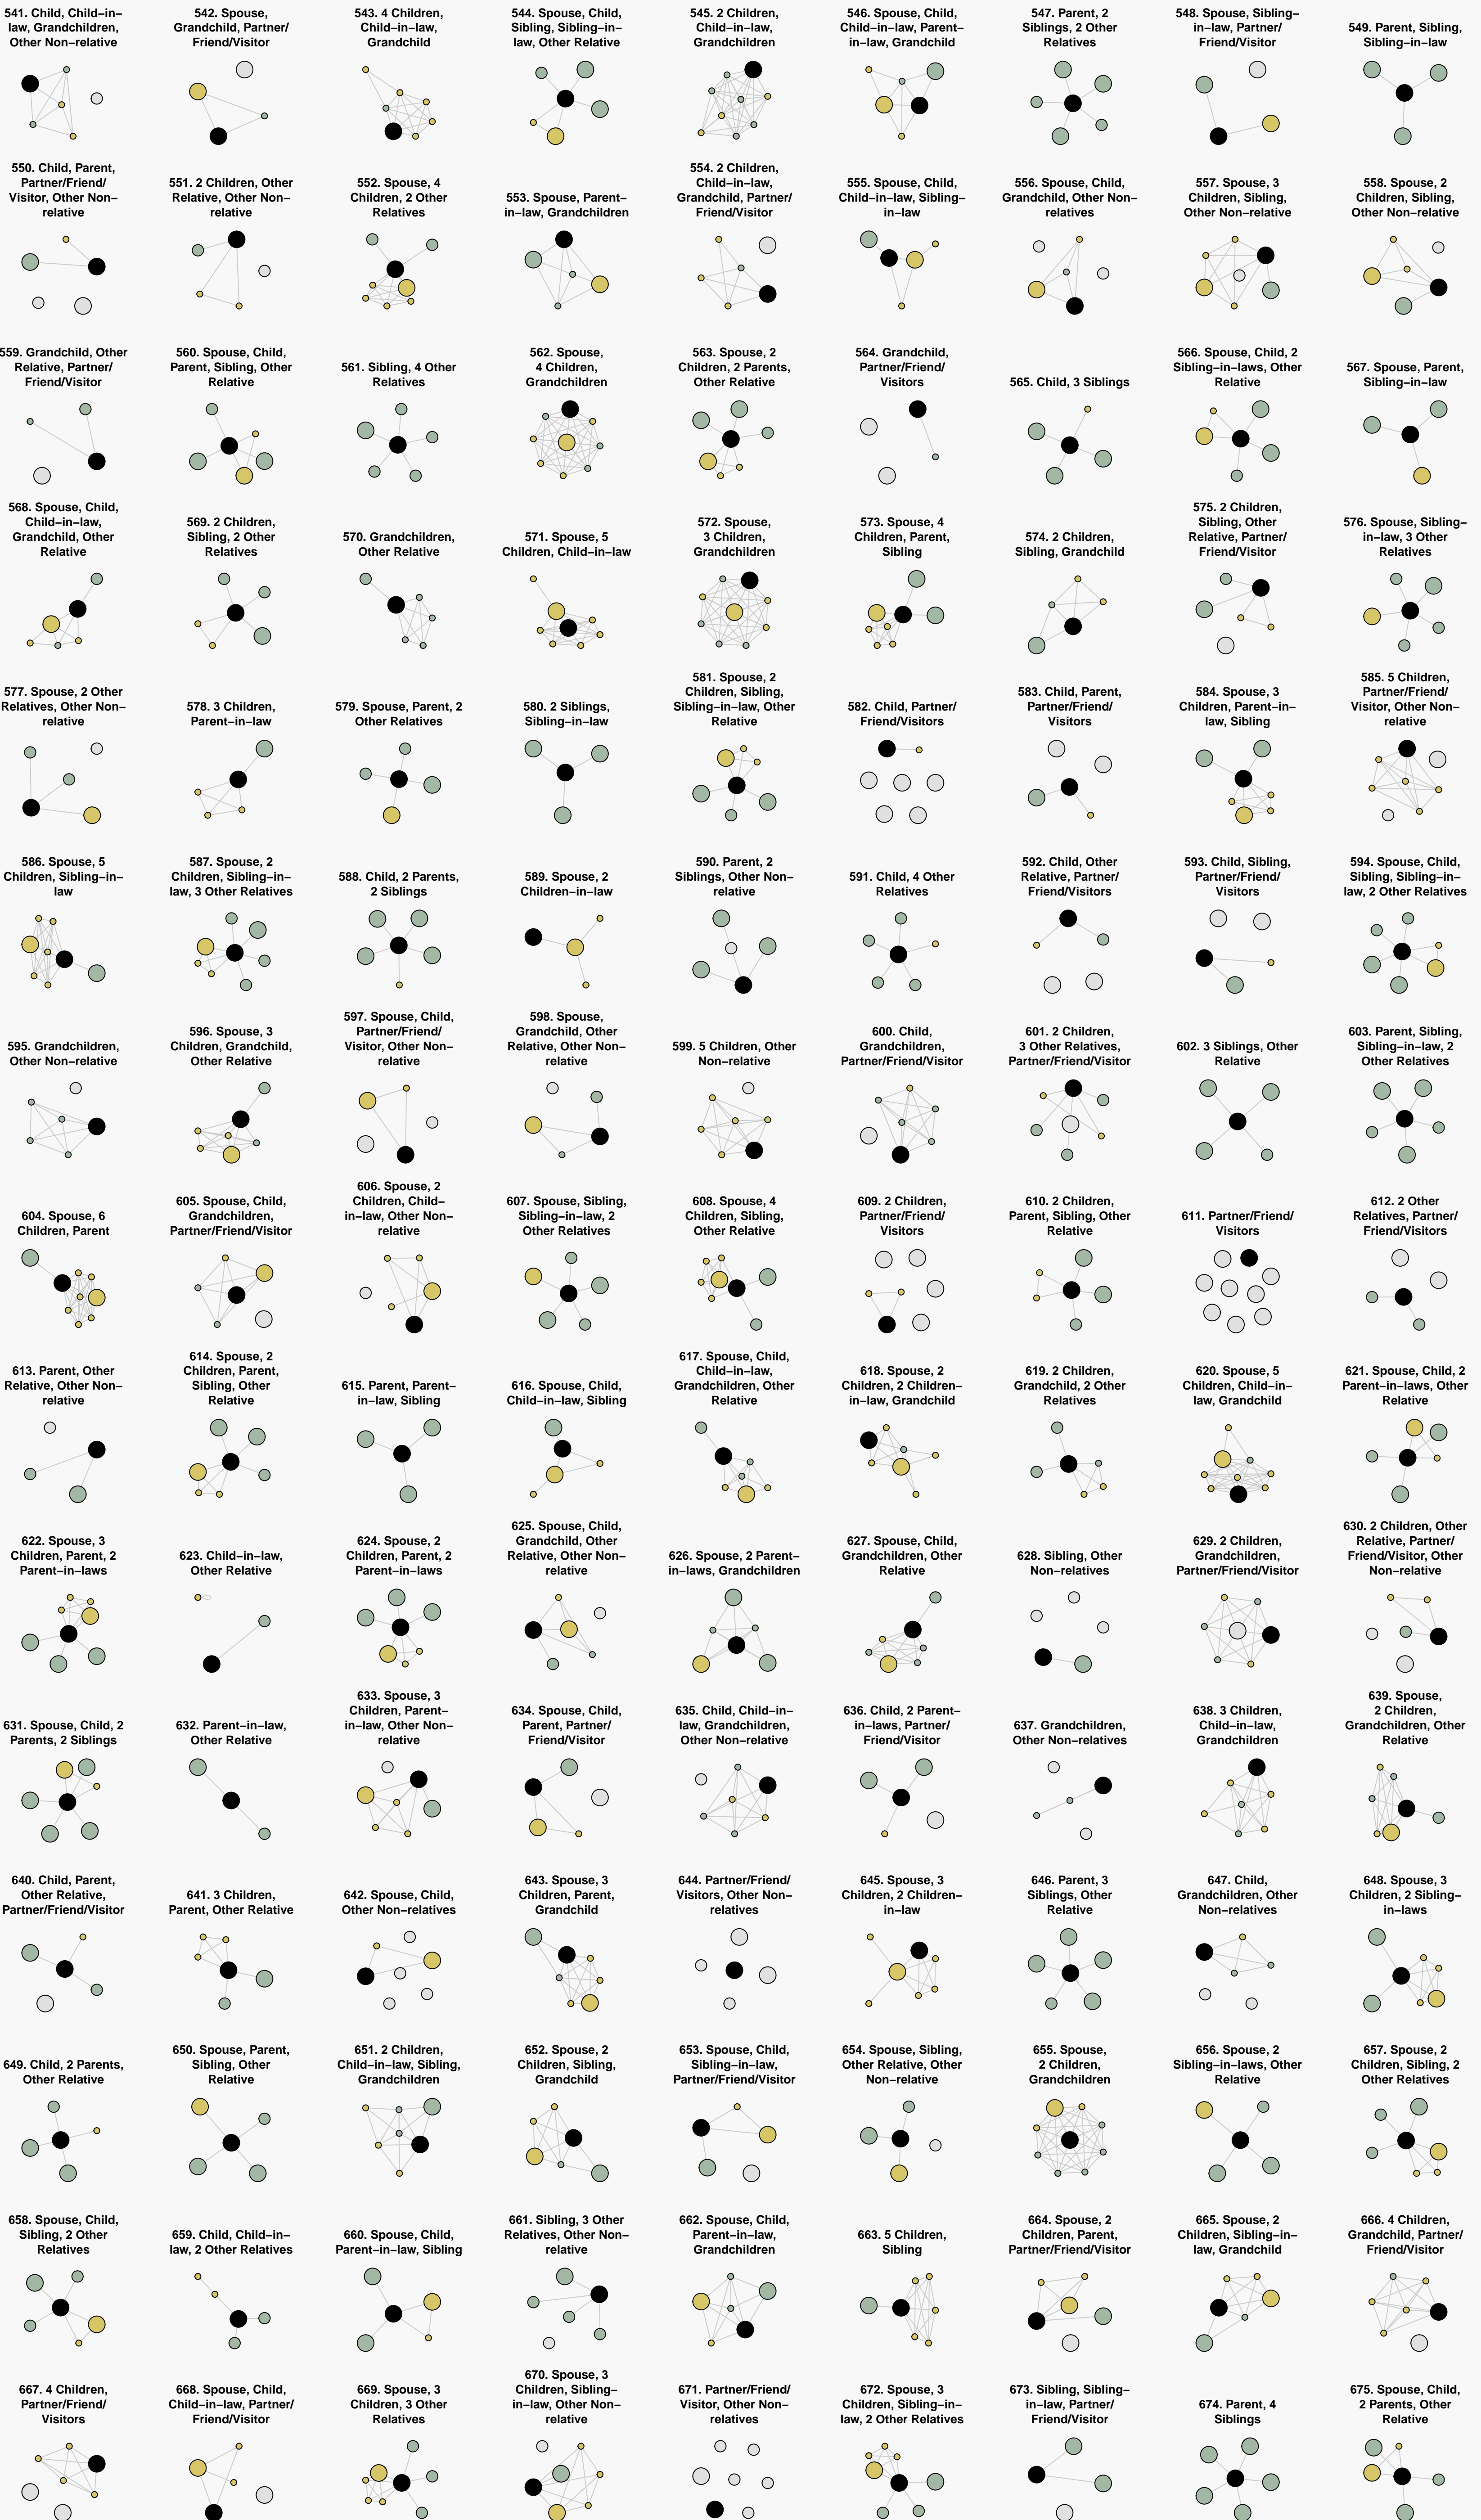 541. Child, Child−in−
law, Grandchildren,
Other Non−relative
542. Spouse,
Grandchild, Partner/
Friend/Visitor
543. 4 Children,
Child−in−law,
Grandchild
544. Spouse, Child,
Sibling, Sibling−in−
law, Other Relative
545. 2 Children,
Child−in−law,
Grandchildren
546. Spouse, Child,
Child−in−law, Parent−
in−law, Grandchild
547. Parent, 2
Siblings, 2 Other
Relatives
548. Spouse, Sibling−
in−law, Partner/
Friend/Visitor
549. Parent, Sibling,
Sibling−in−law
550. Child, Parent,
Partner/Friend/
Visitor, Other Non−
relative
551. 2 Children, Other
Relative, Other Non−
relative
552. Spouse, 4
Children, 2 Other
Relatives
553. Spouse, Parent−
in−law, Grandchildren
554. 2 Children,
Child−in−law,
Grandchild, Partner/
Friend/Visitor
555. Spouse, Child,
Child−in−law, Sibling−
in−law
556. Spouse, Child,
Grandchild, Other Non−
relatives
557. Spouse, 3
Children, Sibling,
Other Non−relative
558. Spouse, 2
Children, Sibling,
Other Non−relative
559. Grandchild, Other
Relative, Partner/
Friend/Visitor
560. Spouse, Child,
Parent, Sibling, Other
Relative
561. Sibling, 4 Other
Relatives
562. Spouse,
4 Children,
Grandchildren
563. Spouse, 2
Children, 2 Parents,
Other Relative
564. Grandchild,
Partner/Friend/
Visitors
565. Child, 3 Siblings
566. Spouse, Child, 2
Sibling−in−laws, Other
Relative
567. Spouse, Parent,
Sibling−in−law
568. Spouse, Child,
Child−in−law,
Grandchild, Other
Relative
569. 2 Children,
Sibling, 2 Other
Relatives
570. Grandchildren,
Other Relative
571. Spouse, 5
Children, Child−in−law
572. Spouse,
3 Children,
Grandchildren
573. Spouse, 4
Children, Parent,
Sibling
574. 2 Children,
Sibling, Grandchild
575. 2 Children,
Sibling, Other
Relative, Partner/
Friend/Visitor
576. Spouse, Sibling−
in−law, 3 Other
Relatives
577. Spouse, 2 Other
Relatives, Other Non−
relative
578. 3 Children,
Parent−in−law
579. Spouse, Parent, 2
Other Relatives
580. 2 Siblings,
Sibling−in−law
581. Spouse, 2
Children, Sibling,
Sibling−in−law, Other
Relative
582. Child, Partner/
Friend/Visitors
583. Child, Parent,
Partner/Friend/
Visitors
584. Spouse, 3
Children, Parent−in−
law, Sibling
585. 5 Children,
Partner/Friend/
Visitor, Other Non−
relative
586. Spouse, 5
Children, Sibling−in−
law
587. Spouse, 2
Children, Sibling−in−
law, 3 Other Relatives
588. Child, 2 Parents,
2 Siblings
589. Spouse, 2
Children−in−law
590. Parent, 2
Siblings, Other Non−
relative
591. Child, 4 Other
Relatives
592. Child, Other
Relative, Partner/
Friend/Visitors
593. Child, Sibling,
Partner/Friend/
Visitors
594. Spouse, Child,
Sibling, Sibling−in−
law, 2 Other Relatives
595. Grandchildren,
Other Non−relative
596. Spouse, 3
Children, Grandchild,
Other Relative
597. Spouse, Child,
Partner/Friend/
Visitor, Other Non−
relative
598. Spouse,
Grandchild, Other
Relative, Other Non−
relative
599. 5 Children, Other
Non−relative
600. Child,
Grandchildren,
Partner/Friend/Visitor
601. 2 Children,
3 Other Relatives,
Partner/Friend/Visitor
602. 3 Siblings, Other
Relative
603. Parent, Sibling,
Sibling−in−law, 2
Other Relatives
604. Spouse, 6
Children, Parent
605. Spouse, Child,
Grandchildren,
Partner/Friend/Visitor
606. Spouse, 2
Children, Child−
in−law, Other Non−
relative
607. Spouse, Sibling,
Sibling−in−law, 2
Other Relatives
608. Spouse, 4
Children, Sibling,
Other Relative
609. 2 Children,
Partner/Friend/
Visitors
610. 2 Children,
Parent, Sibling, Other
Relative
611. Partner/Friend/
Visitors
612. 2 Other
Relatives, Partner/
Friend/Visitors
613. Parent, Other
Relative, Other Non−
relative
614. Spouse, 2
Children, Parent,
Sibling, Other
Relative
615. Parent, Parent−
in−law, Sibling
616. Spouse, Child,
Child−in−law, Sibling
617. Spouse, Child,
Child−in−law,
Grandchildren, Other
Relative
618. Spouse, 2
Children, 2 Children−
in−law, Grandchild
619. 2 Children,
Grandchild, 2 Other
Relatives
620. Spouse, 5
Children, Child−in−
law, Grandchild
621. Spouse, Child, 2
Parent−in−laws, Other
Relative
622. Spouse, 3
Children, Parent, 2
Parent−in−laws
623. Child−in−law,
Other Relative
624. Spouse, 2
Children, Parent, 2
Parent−in−laws
625. Spouse, Child,
Grandchild, Other
Relative, Other Non−
relative
626. Spouse, 2 Parent−
in−laws, Grandchildren
627. Spouse, Child,
Grandchildren, Other
Relative
628. Sibling, Other
Non−relatives
629. 2 Children,
Grandchildren,
Partner/Friend/Visitor
630. 2 Children, Other
Relative, Partner/
Friend/Visitor, Other
Non−relative
631. Spouse, Child, 2
Parents, 2 Siblings
632. Parent−in−law,
Other Relative
633. Spouse, 3
Children, Parent−
in−law, Other Non−
relative
634. Spouse, Child,
Parent, Partner/
Friend/Visitor
635. Child, Child−in−
law, Grandchildren,
Other Non−relative
636. Child, 2 Parent−
in−laws, Partner/
Friend/Visitor
637. Grandchildren,
Other Non−relatives
638. 3 Children,
Child−in−law,
Grandchildren
639. Spouse,
2 Children,
Grandchildren, Other
Relative
640. Child, Parent,
Other Relative,
Partner/Friend/Visitor
641. 3 Children,
Parent, Other Relative
642. Spouse, Child,
Other Non−relatives
643. Spouse, 3
Children, Parent,
Grandchild
644. Partner/Friend/
Visitors, Other Non−
relatives
645. Spouse, 3
Children, 2 Children−
in−law
646. Parent, 3
Siblings, Other
Relative
647. Child,
Grandchildren, Other
Non−relatives
648. Spouse, 3
Children, 2 Sibling−
in−laws
649. Child, 2 Parents,
Other Relative
650. Spouse, Parent,
Sibling, Other
Relative
651. 2 Children,
Child−in−law, Sibling,
Grandchildren
652. Spouse, 2
Children, Sibling,
Grandchild
653. Spouse, Child,
Sibling−in−law,
Partner/Friend/Visitor
654. Spouse, Sibling,
Other Relative, Other
Non−relative
655. Spouse,
2 Children,
Grandchildren
656. Spouse, 2
Sibling−in−laws, Other
Relative
657. Spouse, 2
Children, Sibling, 2
Other Relatives
658. Spouse, Child,
Sibling, 2 Other
Relatives
659. Child, Child−in−
law, 2 Other Relatives
660. Spouse, Child,
Parent−in−law, Sibling
661. Sibling, 3 Other
Relatives, Other Non−
relative
662. Spouse, Child,
Parent−in−law,
Grandchildren
663. 5 Children,
Sibling
664. Spouse, 2
Children, Parent,
Partner/Friend/Visitor
665. Spouse, 2
Children, Sibling−in−
law, Grandchild
666. 4 Children,
Grandchild, Partner/
Friend/Visitor
667. 4 Children,
Partner/Friend/
Visitors
668. Spouse, Child,
Child−in−law, Partner/
Friend/Visitor
669. Spouse, 3
Children, 3 Other
Relatives
670. Spouse, 3
Children, Sibling−
in−law, Other Non−
relative
671. Partner/Friend/
Visitor, Other Non−
relatives
672. Spouse, 3
Children, Sibling−in−
law, 2 Other Relatives
673. Sibling, Sibling−
in−law, Partner/
Friend/Visitor
674. Parent, 4
Siblings
675. Spouse, Child,
2 Parents, Other
Relative